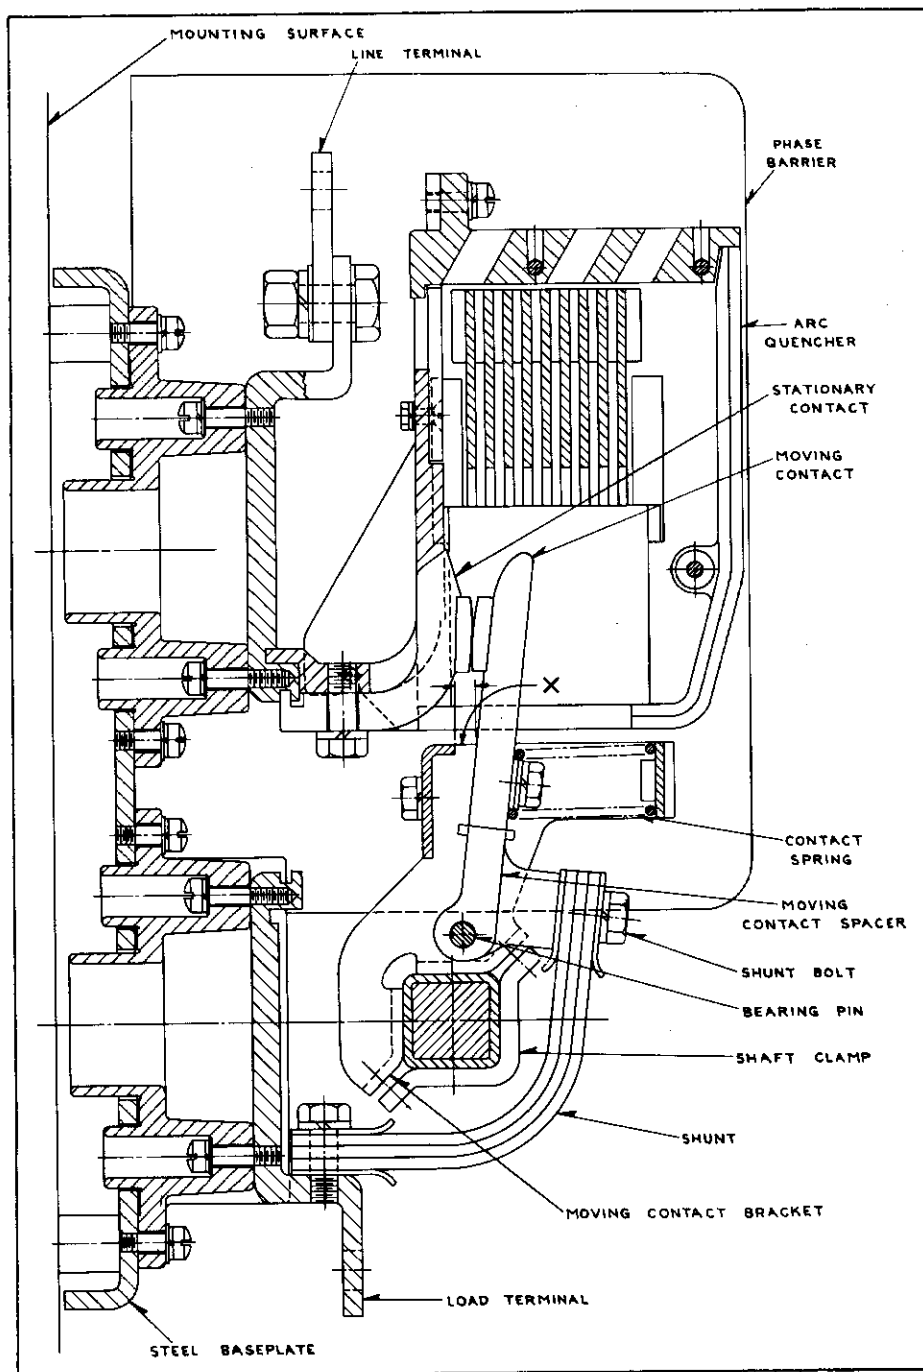 MOUNTING SURFACE
LINE TERMINAL
PHASE
BARRIER
ARC
QUENCHER
STATIONARY
CONTACT
MOVING
CONTACT
X
CONTACT
SPRING
MOVING
CONTACT SPACER
SHUNT BOLT
BEARING PIN
SHAFT CLAMP
SHUNT
MOVING CONTACT BRACKET
LOAD TERMINAL
STEEL BASEPLATE